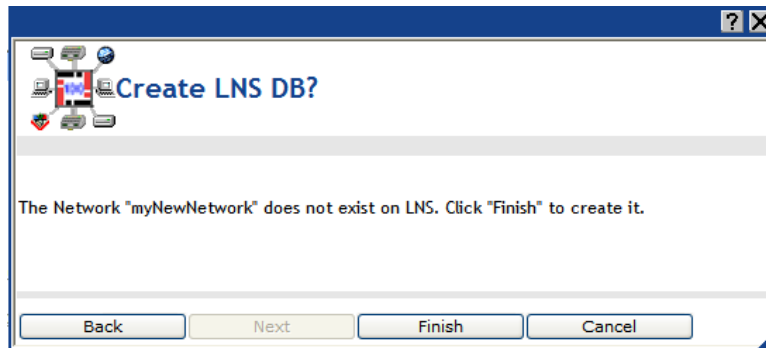 Create LNS DB?
The Network "myNewNetwork" does not exist on LNS. Click "Finish" to create it.
Back Next Finish Cancel